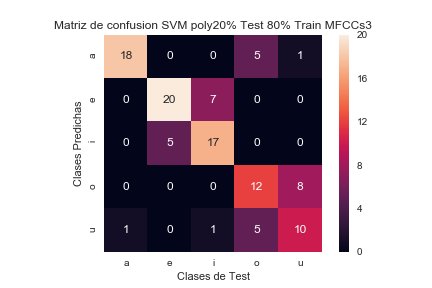 Matriz de confusion SVM poly20% Test 80% Train MFCCs3
a 18 0 0 5 1
e 0 20 7 0 0
i 0 5 17 0 0
o 0 0 0 12 8
u 1 0 1 5 10
a e i o u
Clases de Test
Clases Predichas
20
16
12
8
4
0